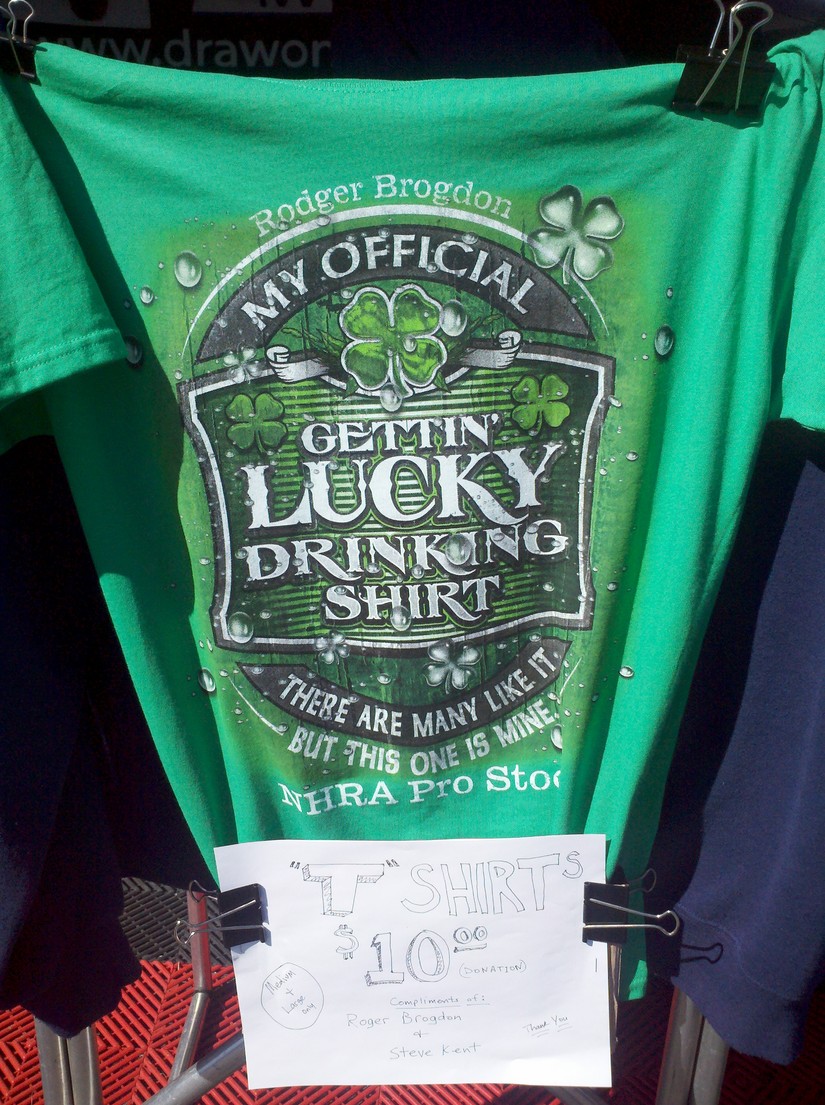 www.drawor
Rodger Brogdon
MY OFFICIAL
GETTIN'
LUCKY
DRINKING
SHIRT
THERE ARE MANY LIKE IT
BUT THIS ONE IS MINE.
NHRA Pro Stoc
"T" SHIRTS
$10.00
(DONATION)
Medium
+
Large
Only
Compliments of:
Roger Brogdon
+
Steve Kent
Thank You